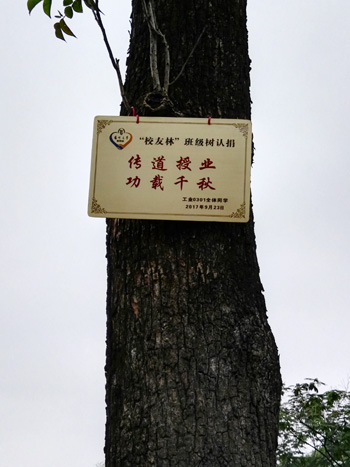 “校友林”班级树认捐
传道授业
功载千秋
工企0301全体同学
2017年9月23日